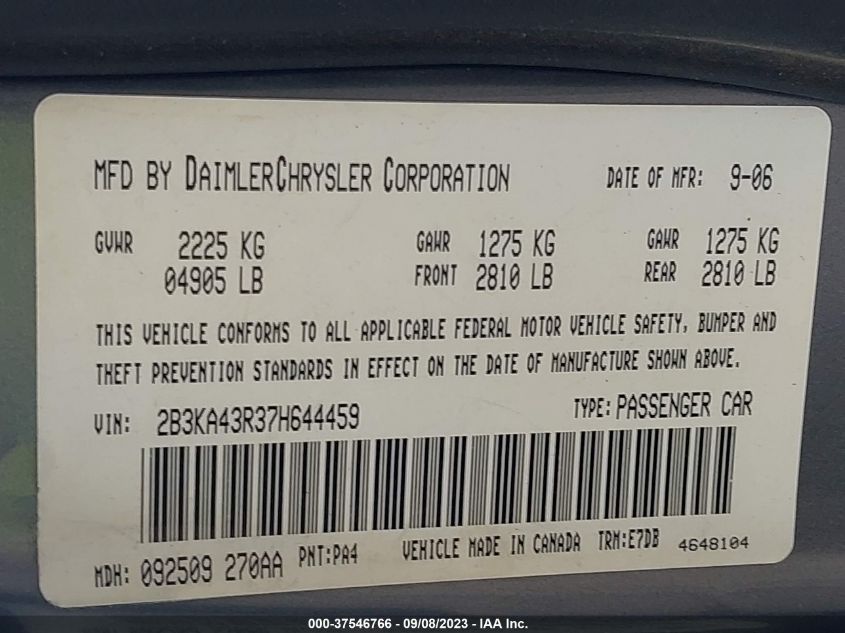 MFD BY DAIMLERCHRYSLER CORPORATION DATE OF MFR: 9-06
GVWR 2225 KG GAWR 1275 KG GAWR 1275 KG
04905 LB FRONT 2810 LB REAR 2810 LB
THIS VEHICLE CONFORMS TO ALL APPLICABLE FEDERAL MOTOR VEHICLE SAFETY, BUMPER AND
THEFT PREVENTION STANDARDS IN EFFECT ON THE DATE OF MANUFACTURE SHOWN ABOVE.
VIN: 2B3KA43R37H644459 TYPE: PASSENGER CAR
MDH: 092509 270AA PNT:PA4 VEHICLE MADE IN CANADA TRM:E7DB 4648104
000-37546766 - 09/08/2023 - IAA Inc.